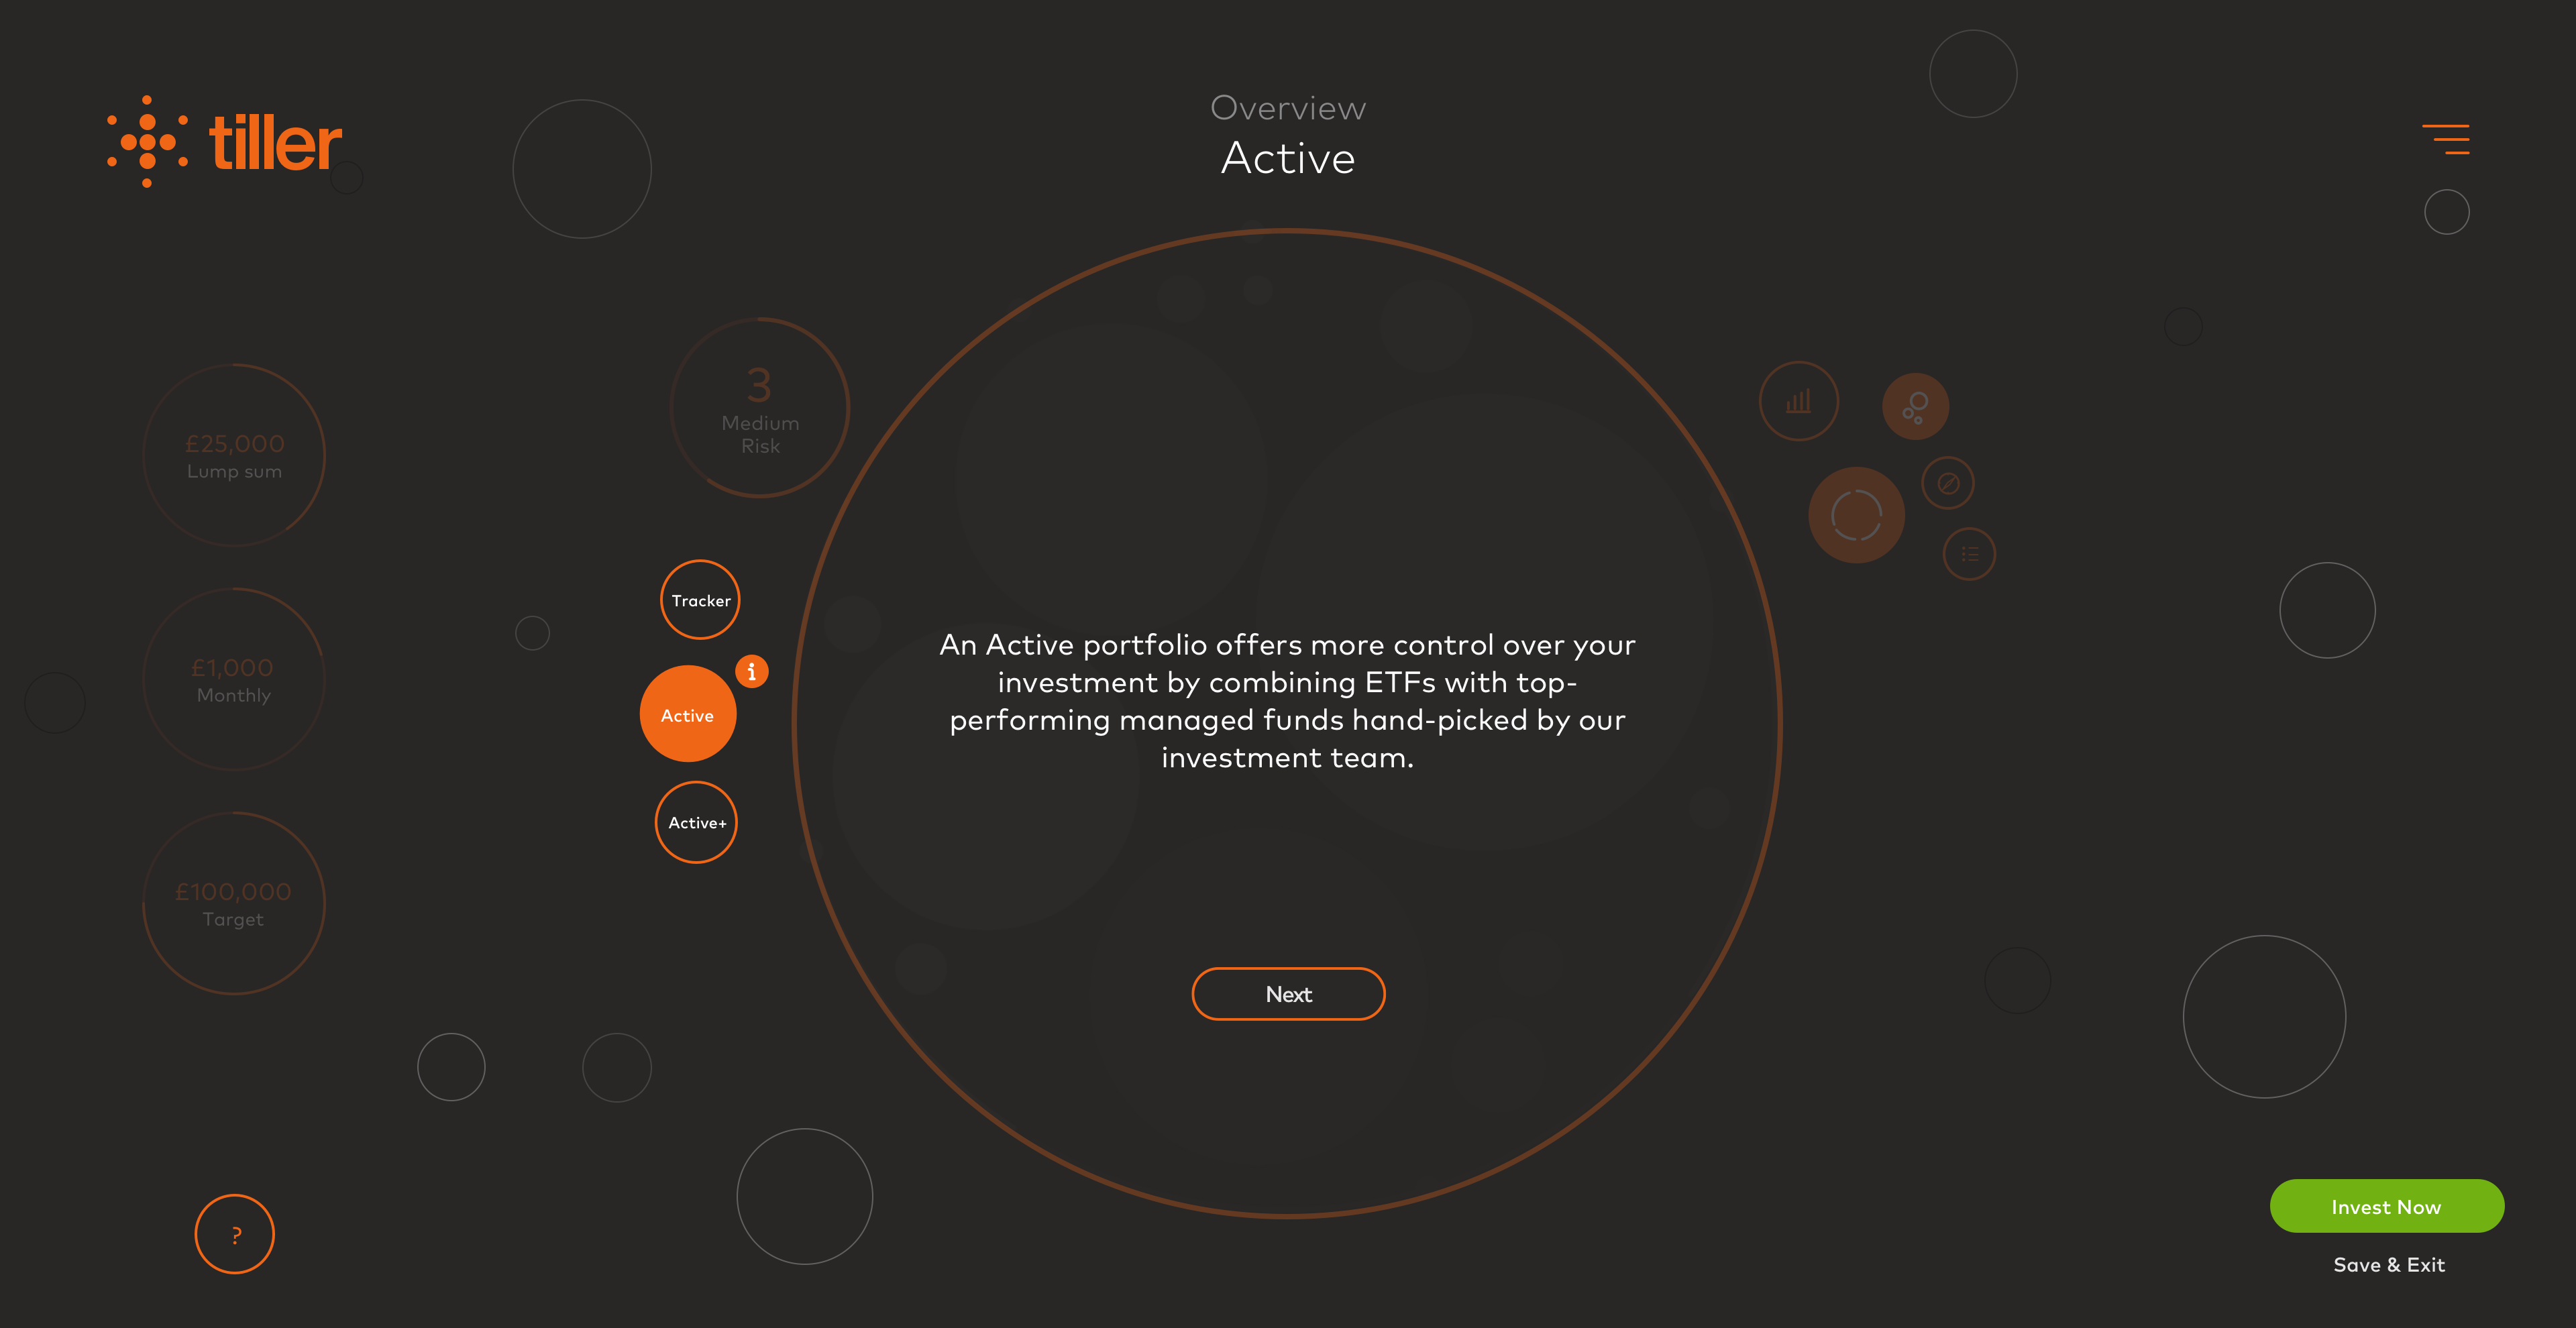 tiller
Overview
Active
£25,000
Lump sum
£1,000
Monthly
£100,000
Target
3
Medium
Risk
Tracker
i
Active
Active+
An Active portfolio offers more control over your
investment by combining ETFs with top-
performing managed funds hand-picked by our
investment team.
Next
?
Invest Now
Save & Exit